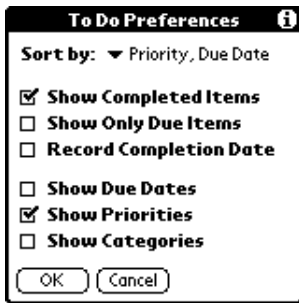 To Do Preferences
Sort by: Priority, Due Date
Show Completed Items
Show Only Due Items
Record Completion Date
Show Due Dates
Show Priorities
Show Categories
OK Cancel